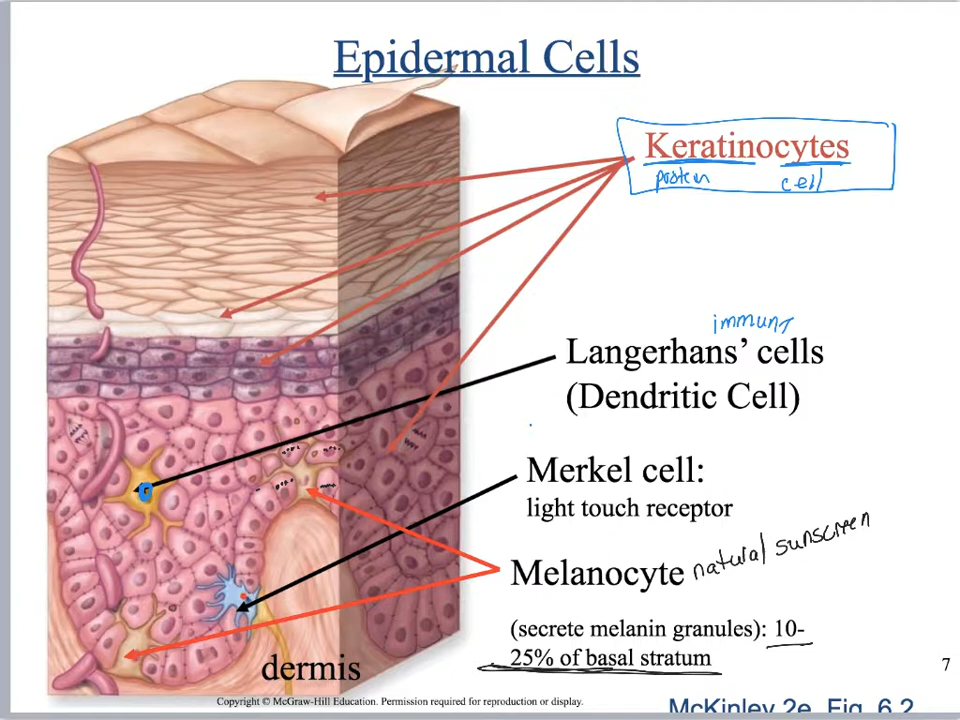 Epidermal Cells
Keratinocytes
protein cell
immune
Langerhans’ cells
(Dendritic Cell)
Merkel cell:
light touch receptor
Melanocyte natural sunscreen
(secrete melanin granules): 10-
25% of basal stratum
dermis
7
Copyright © McGraw-Hill Education. Permission required for reproduction or display.
McKinley 2e, Fig. 6.2